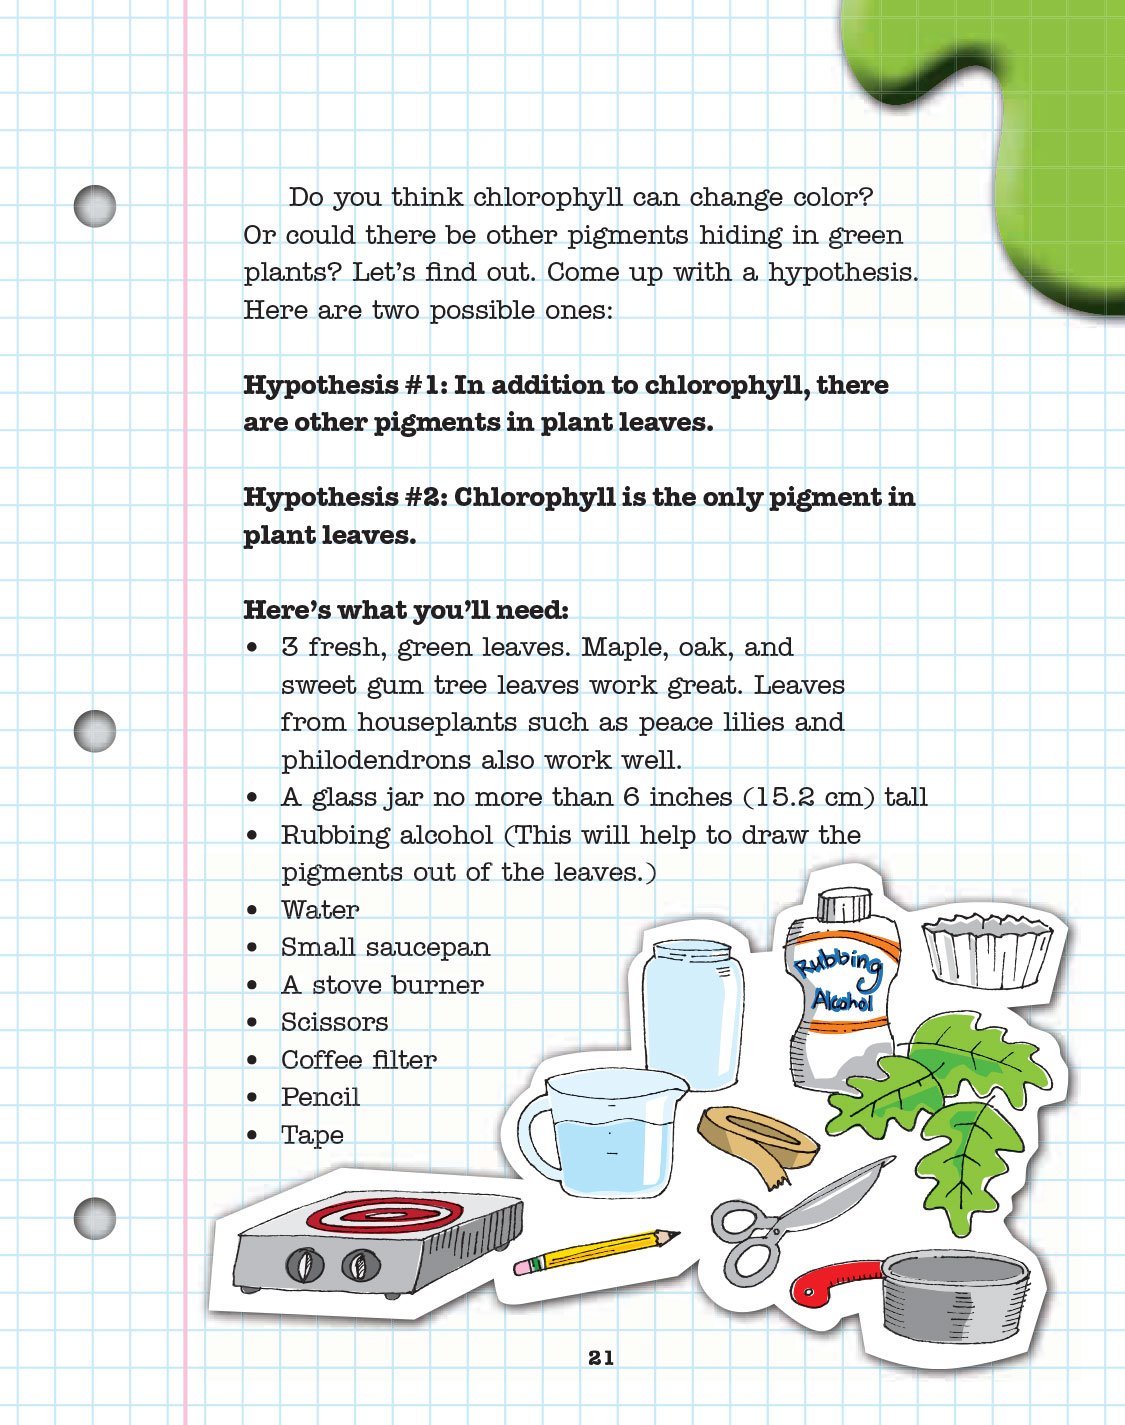 Do you think chlorophyll can change color?
Or could there be other pigments hiding in green
plants? Let's find out. Come up with a hypothesis.
Here are two possible ones:
Hypothesis #1: In addition to chlorophyll, there
are other pigments in plant leaves.
Hypothesis #2: Chlorophyll is the only pigment in
plant leaves.
Here's what you'll need:
• 3 fresh, green leaves. Maple, oak, and
sweet gum tree leaves work great. Leaves
from houseplants such as peace lilies and
philodendrons also work well.
• A glass jar no more than 6 inches (15.2 cm) tall
• Rubbing alcohol (This will help to draw the
pigments out of the leaves.)
• Water
• Small saucepan
• A stove burner
• Scissors
• Coffee filter
• Pencil
• Tape
Rubbing
Alcohol
21